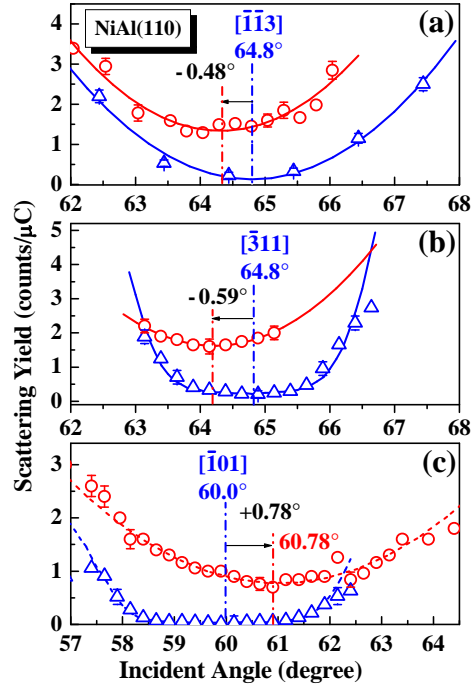 NiAl(110)
[1̄1̄3]
64.8°
(a)
-0.48°
4
3
2
1
0
62 63 64 65 66 67 68
(b)
[3̄11]
64.8°
-0.59°
5
4
3
2
1
0
62 63 64 65 66 67 68
(c)
[1̄01]
60.0°
+0.78°
60.78°
3
2
1
0
57 58 59 60 61 62 63 64
Scattering Yield (counts/μC)
Incident Angle (degree)